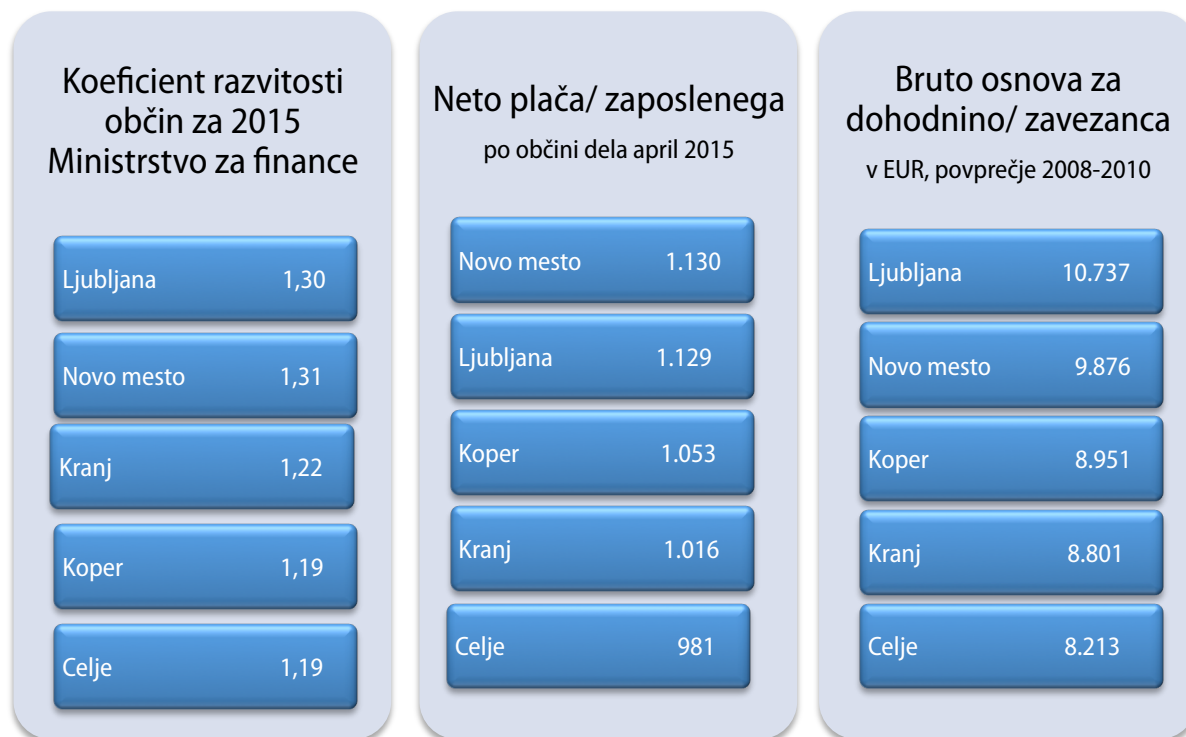 Koeficient razvitosti
občin za 2015
Ministrstvo za finance
Ljubljana 1,30
Novo mesto 1,31
Kranj 1,22
Koper 1,19
Celje 1,19
Neto plača/ zaposlenega
po občini dela april 2015
Novo mesto 1.130
Ljubljana 1.129
Koper 1.053
Kranj 1.016
Celje 981
Bruto osnova za
dohodnino/ zavezanca
v EUR, povprečje 2008-2010
Ljubljana 10.737
Novo mesto 9.876
Koper 8.951
Kranj 8.801
Celje 8.213